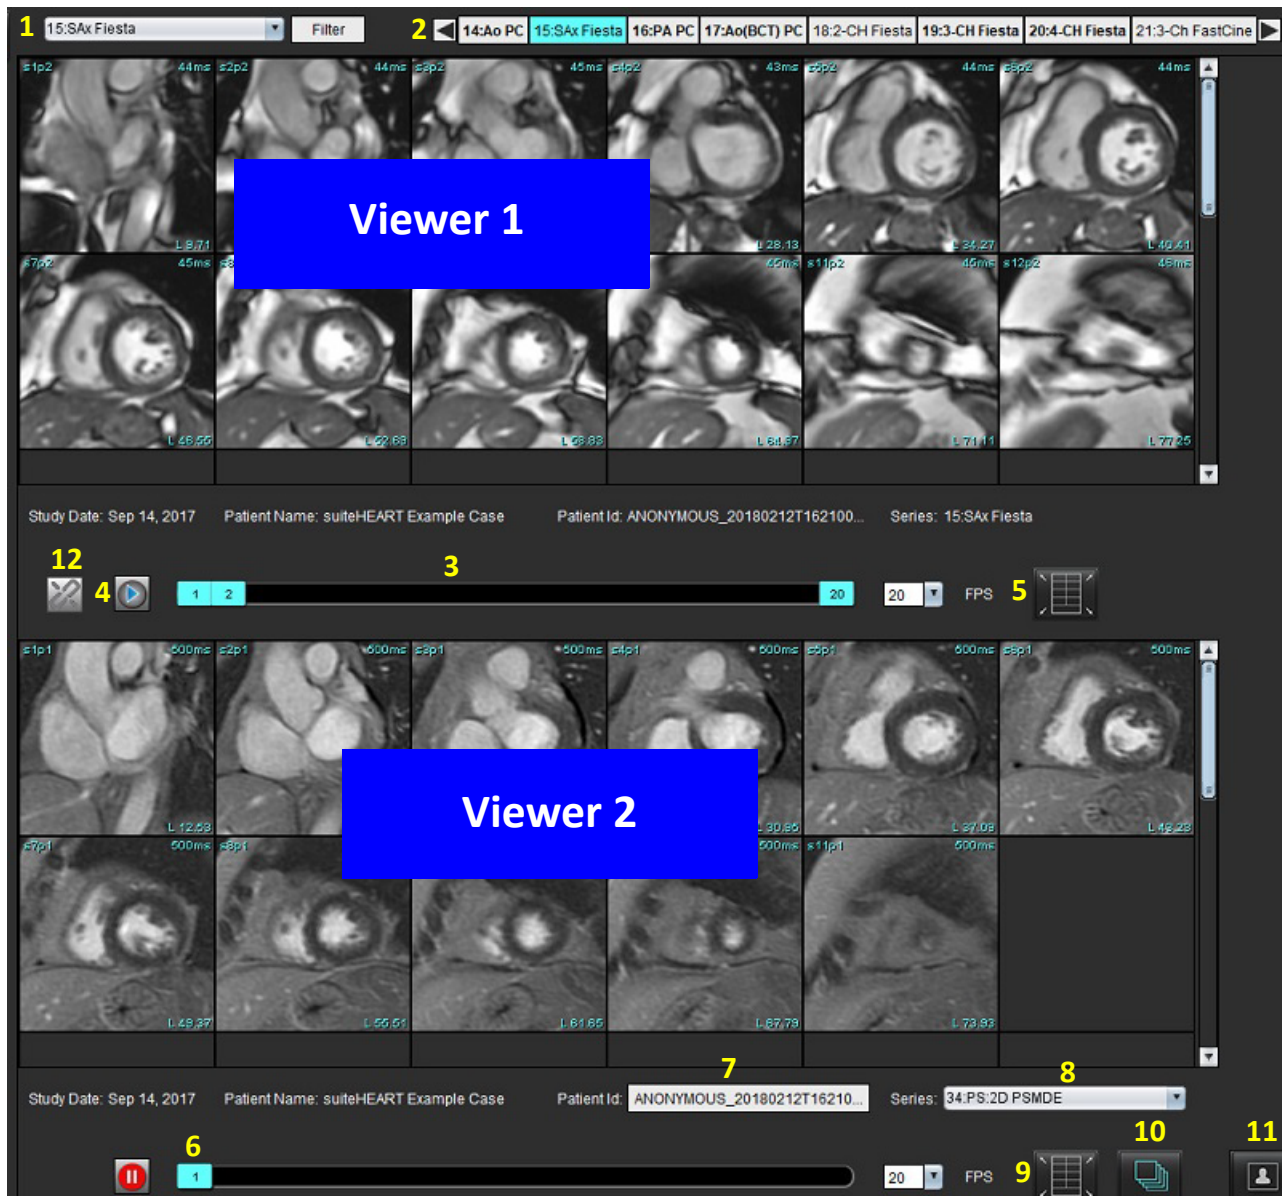 1 15:SAx Fiesta Filter 2 14:Ao PC 15:SAx Fiesta 16:PA PC 17:Ao(BCT) PC 18:2-CH Fiesta 19:3-CH Fiesta 20:4-CH Fiesta 21:3-Ch FastCine
s1p2 44ms s2p2 44ms s3p2 45ms s4p2 43ms s5p2 44ms s6p2 44ms
Viewer 1
L 9.71 L 28.13 L 34.27 L 40.41
s7p2 45ms 45ms s11p2 45ms s12p2 46ms
L 46.55 L 52.69 L 58.83 L 64.97 L 71.11 L 77.25
Study Date: Sep 14, 2017 Patient Name: suiteHEART Example Case Patient Id: ANONYMOUS_20180212T162100... Series: 15:SAx Fiesta
12 3
4 1 2 20 20 FPS 5
s1p1 500ms s2p1 500ms s3p1 500ms s4p1 500ms s5p1 500ms s6p1 500ms
Viewer 2
L 12.53 L 30.95 L 37.09 L 43.23
s7p1 500ms s8p1 500ms s11p1 500ms
L 49.37 L 55.51 L 61.65 L 67.79 L 73.93
7 8
Study Date: Sep 14, 2017 Patient Name: suiteHEART Example Case Patient Id: ANONYMOUS_20180212T16210... Series: 34:PS:2D PSMDE
6 10 11
1 20 FPS 9